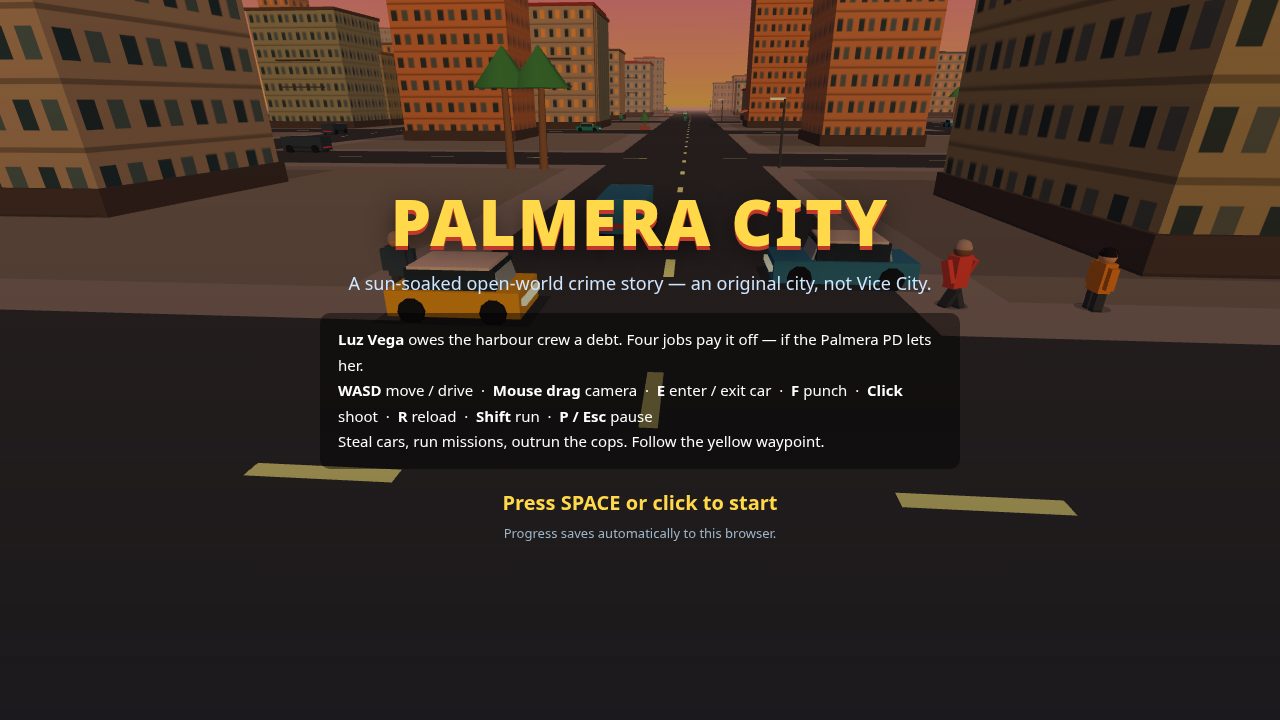 PALMERA CITY
A sun-soaked open-world crime story — an original city, not Vice City.
Luz Vega owes the harbour crew a debt. Four jobs pay it off — if the Palmera PD lets
her.
WASD move / drive · Mouse drag camera · E enter / exit car · F punch · Click
shoot · R reload · Shift run · P / Esc pause
Steal cars, run missions, outrun the cops. Follow the yellow waypoint.
Press SPACE or click to start
Progress saves automatically to this browser.